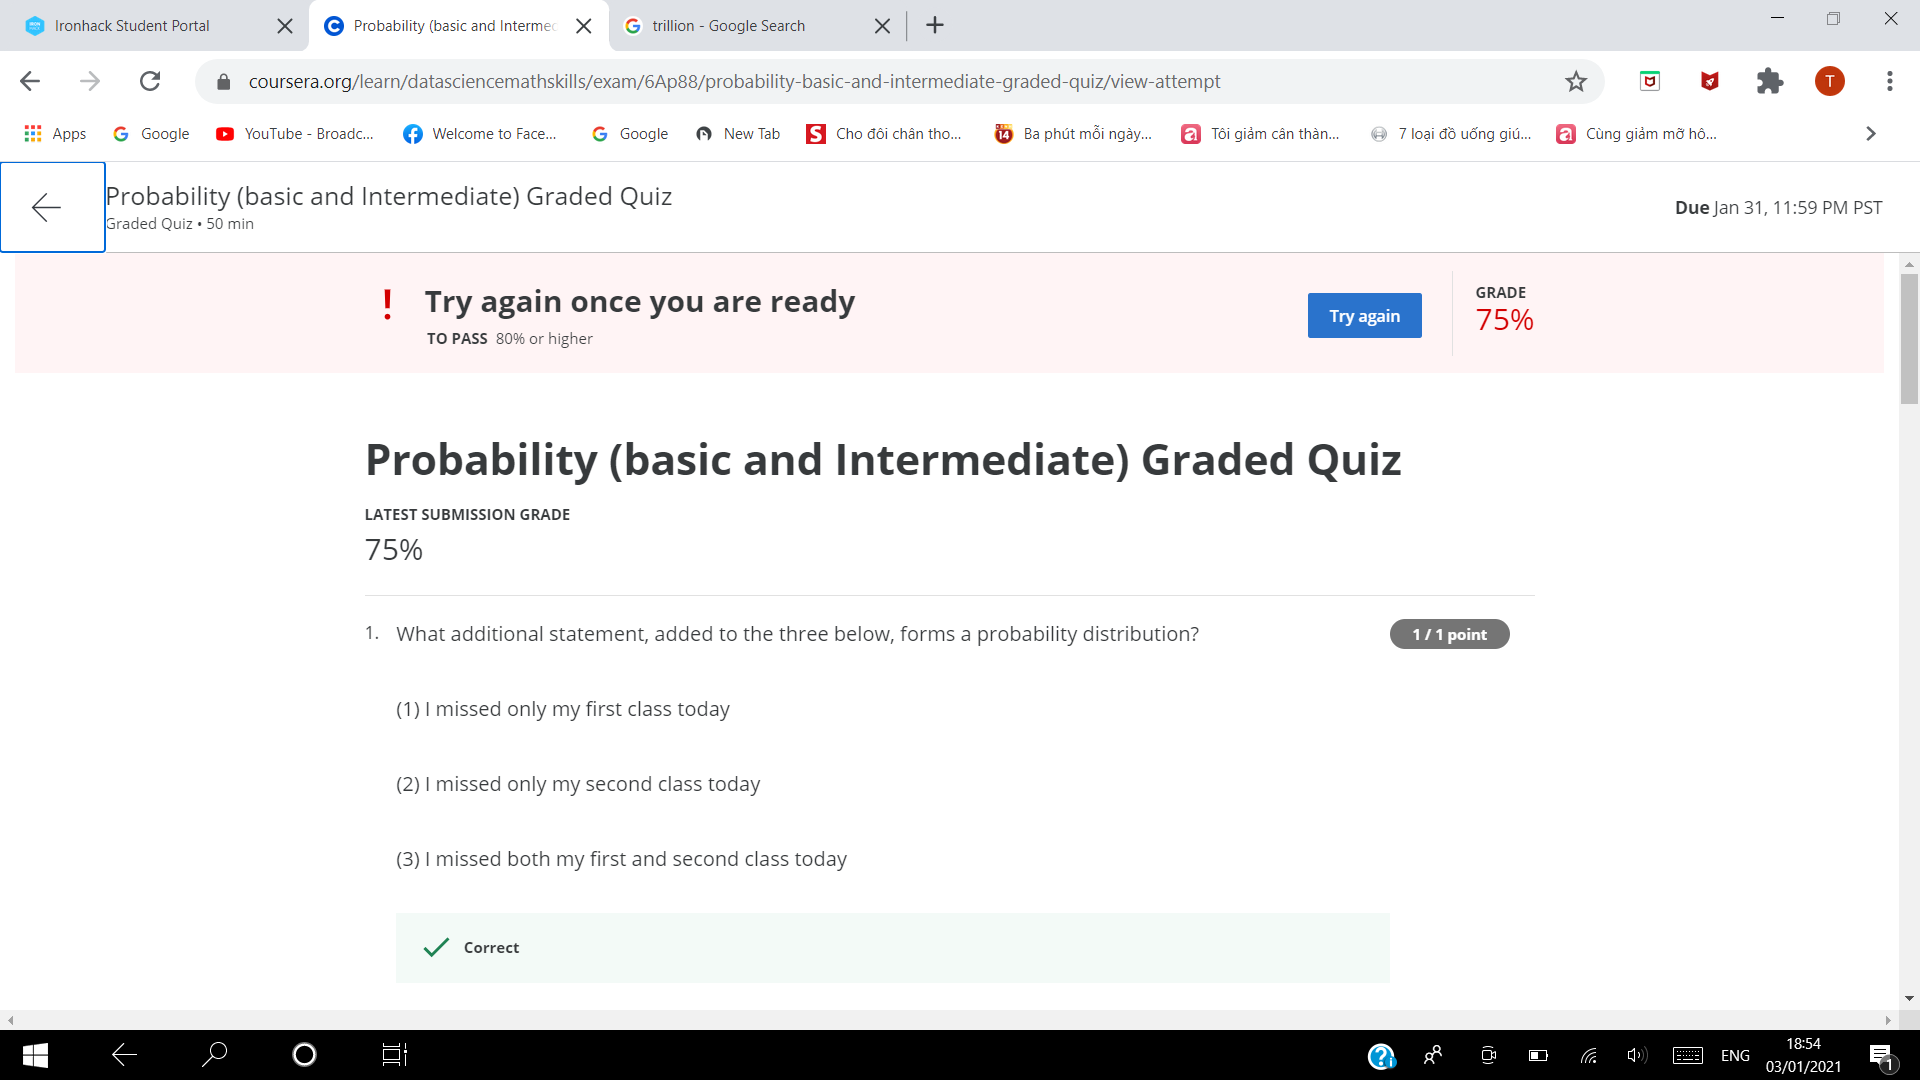 Ironhack Student Portal
Probability (basic and Intermed
trillion - Google Search
coursera.org/learn/datasciencemathskills/exam/6Ap88/probability-basic-and-intermediate-graded-quiz/view-attempt
T
Apps Google YouTube - Broadc... Welcome to Face... Google New Tab S Cho đôi chân tho... 14 Ba phút mỗi ngày... a Tôi giảm cân thàn... 7 loại đồ uống giú... a Cùng giảm mỡ hô...
Probability (basic and Intermediate) Graded Quiz
Graded Quiz • 50 min
Due Jan 31, 11:59 PM PST
Try again once you are ready
TO PASS 80% or higher
Try again
GRADE
75%
Probability (basic and Intermediate) Graded Quiz
LATEST SUBMISSION GRADE
75%
1. What additional statement, added to the three below, forms a probability distribution?
1 / 1 point
(1) I missed only my first class today
(2) I missed only my second class today
(3) I missed both my first and second class today
Correct
ENG
18:54
03/01/2021
1